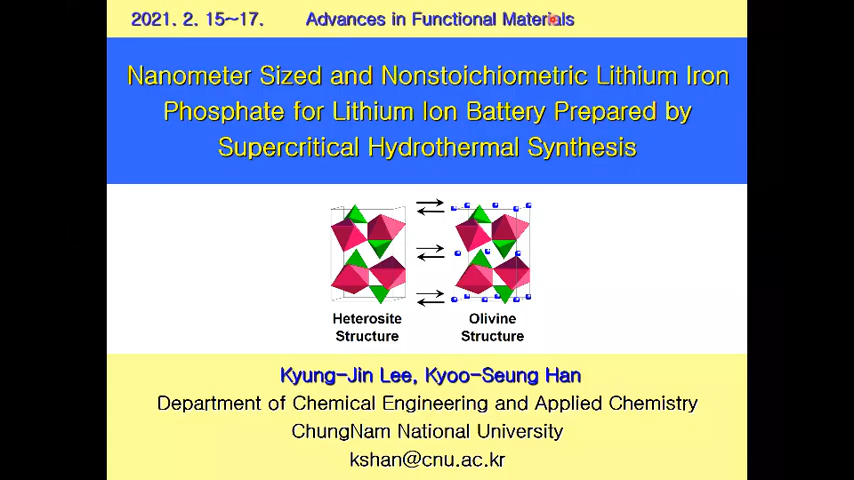 2021. 2. 15~17. Advances in Functional Materials
Nanometer Sized and Nonstoichiometric Lithium Iron
Phosphate for Lithium Ion Battery Prepared by
Supercritical Hydrothermal Synthesis
Heterosite Olivine
Structure Structure
Kyung-Jin Lee, Kyoo-Seung Han
Department of Chemical Engineering and Applied Chemistry
ChungNam National University
kshan@cnu.ac.kr